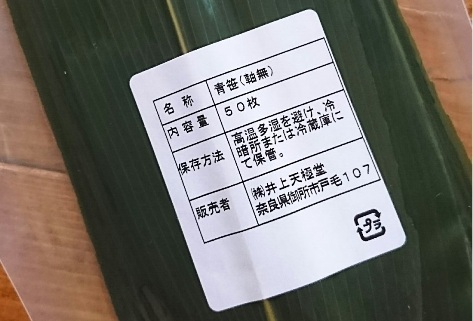 名称 青笹(軸無)
内容量 50枚
保存方法 高温多湿を避け、冷
暗所または冷蔵庫に
て保管。
販売者 ㈱井上天極堂
奈良県御所市戸毛107
プラ